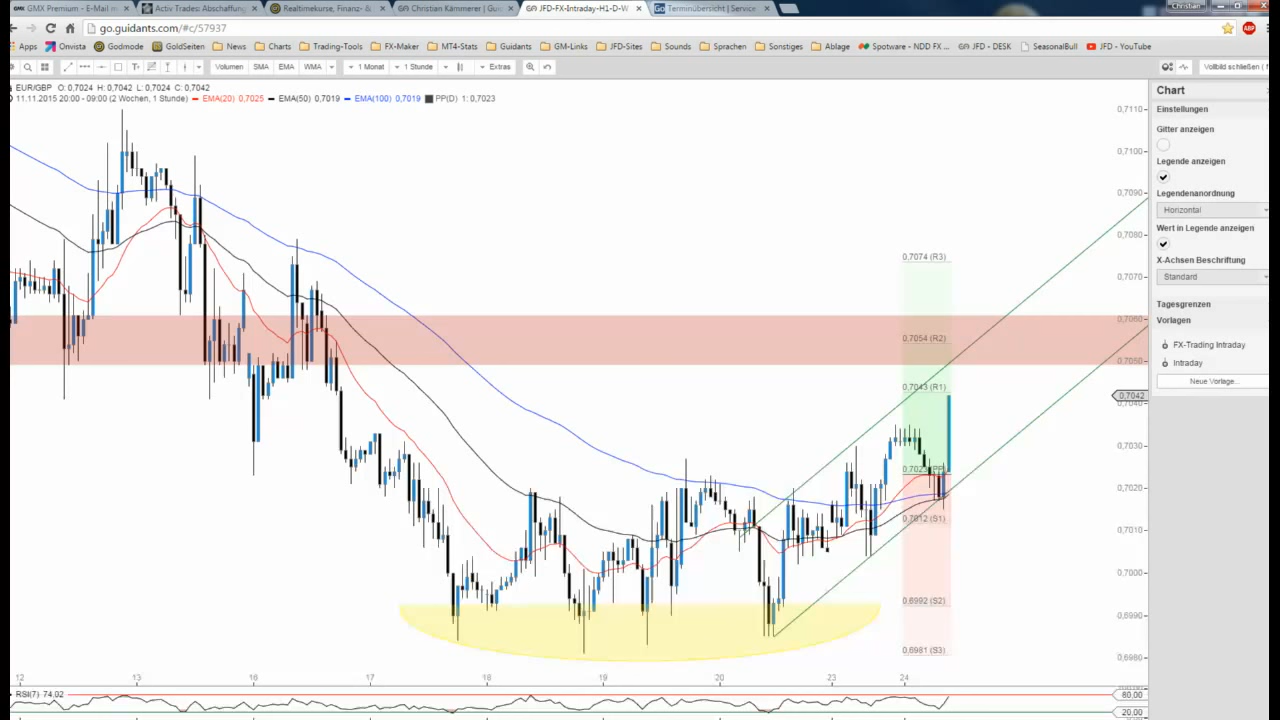 GMX Premium - E-Mail m
Activ Trades: Abschaffung
Realtimekurse, Finanz- &
Christian Kämmerer | Guid
JFD-FX-Intraday-H1-D-W
Terminübersicht | Service
Christian
go.guidants.com/#c/57937
Apps Onvista Godmode GoldSeiten News Charts Trading-Tools FX-Maker MT4-Stats Guidants GM-Links JFD-Sites Sounds Sprachen Sonstiges Ablage Spotware - NDD FX ... JFD - DESK SeasonalBull JFD - YouTube
Volumen SMA EMA WMA 1 Monat 1 Stunde Extras Vollbild schließen (
EUR/GBP O: 0,7024 H: 0,7042 L: 0,7024 C: 0,7042
11.11.2015 20:00 - 09:00 (2 Wochen, 1 Stunde) EMA(20) 0,7025 EMA(50) 0,7019 EMA(100) 0,7019 PP(D) 1: 0,7023
Chart
Einstellungen
Gitter anzeigen
Legende anzeigen
Legendenanordnung
Horizontal
Wert in Legende anzeigen
X-Achsen Beschriftung
Standard
Tagesgrenzen
Vorlagen
FX-Trading Intraday
Intraday
Neue Vorlage...
0,7110
0,7100
0,7090
0,7080
0,7070
0,7060
0,7050
0,7042
0,7040
0,7030
0,7020
0,7010
0,7000
0,6990
0,6980
0,7074 (R3)
0,7054 (R2)
0,7043 (R1)
0,7023 (PP)
0,7012 (S1)
0,6992 (S2)
0,6981 (S3)
12 13 16 17 18 19 20 23 24
RSI(7) 74,02
80,00
20,00